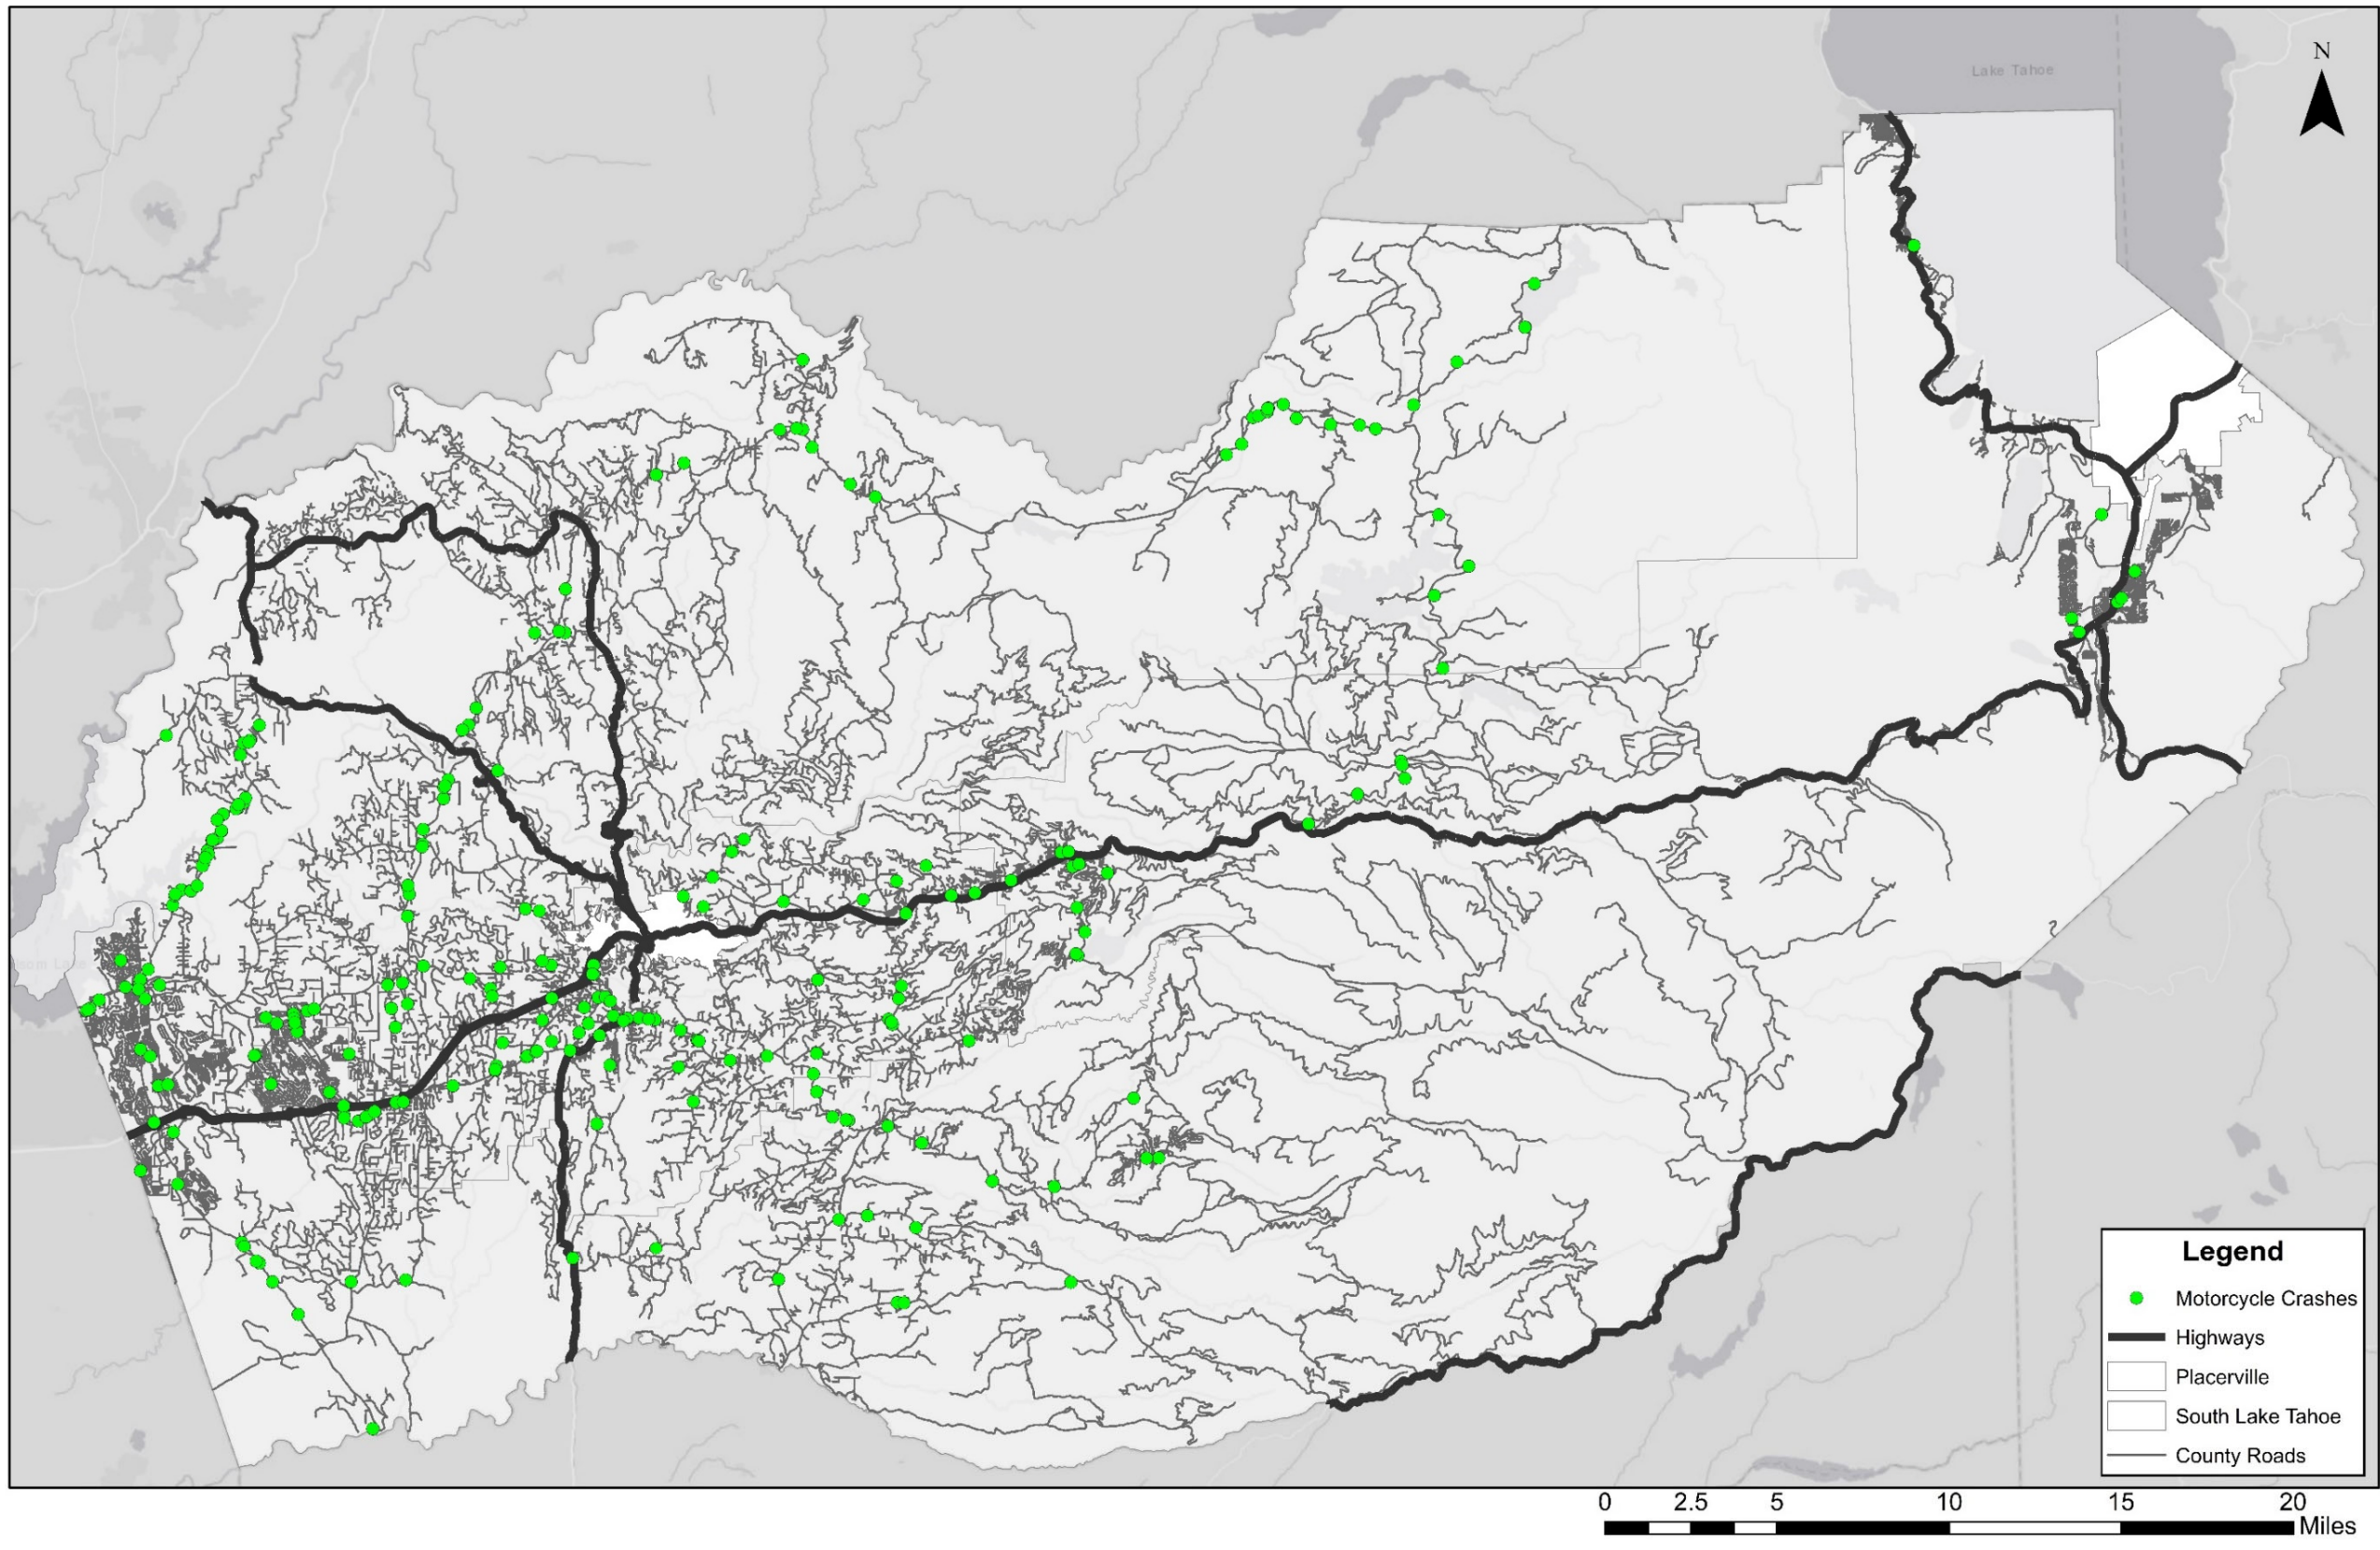 Lake Tahoe
N
Legend
Motorcycle Crashes
Highways
Placerville
South Lake Tahoe
County Roads
0 2.5 5 10 15 20
Miles